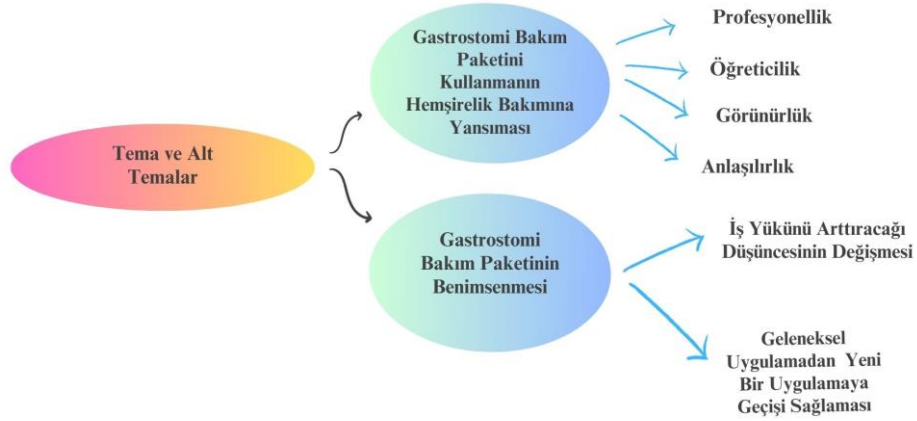 Tema ve Alt
Temalar
Gastrostomi Bakım
Paketini
Kullanmanın
Hemşirelik Bakımına
Yansıması
Profesyonellik
Öğreticilik
Görünürlük
Anlaşılırlık
Gastrostomi
Bakım Paketinin
Benimsenmesi
İş Yükünü Arttıracağı
Düşüncesinin Değişmesi
Geleneksel
Uygulamadan Yeni
Bir Uygulamaya
Geçişi Sağlaması